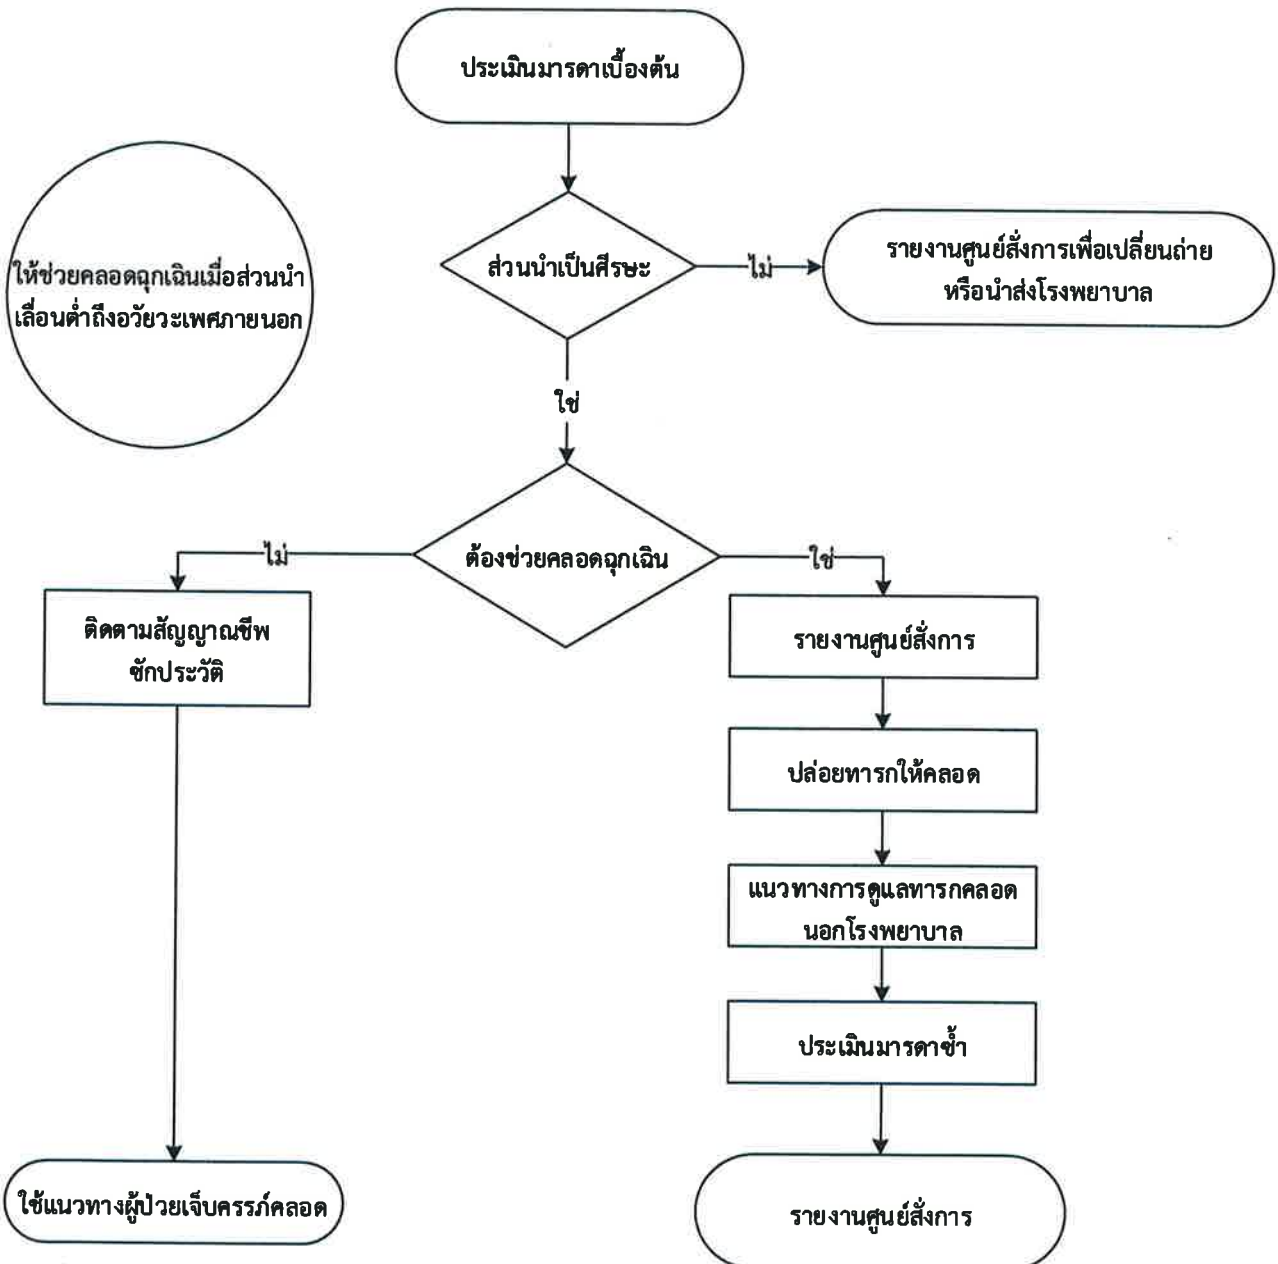 ประเมินมารดาเบื้องต้น
ให้ช่วยคลอดฉุกเฉินเมื่อส่วนนำ
เลื่อนต่ำถึงอวัยวะเพศภายนอก
ส่วนนำเป็นศีรษะ
ไม่
รายงานศูนย์สั่งการเพื่อเปลี่ยนถ่าย
หรือนำส่งโรงพยาบาล
ใช่
ต้องช่วยคลอดฉุกเฉิน
ไม่
ใช่
ติดตามสัญญาณชีพ
ซักประวัติ
รายงานศูนย์สั่งการ
ปล่อยทารกให้คลอด
แนวทางการดูแลทารกคลอด
นอกโรงพยาบาล
ประเมินมารดาซ้ำ
ใช้แนวทางผู้ป่วยเจ็บครรภ์คลอด
รายงานศูนย์สั่งการ